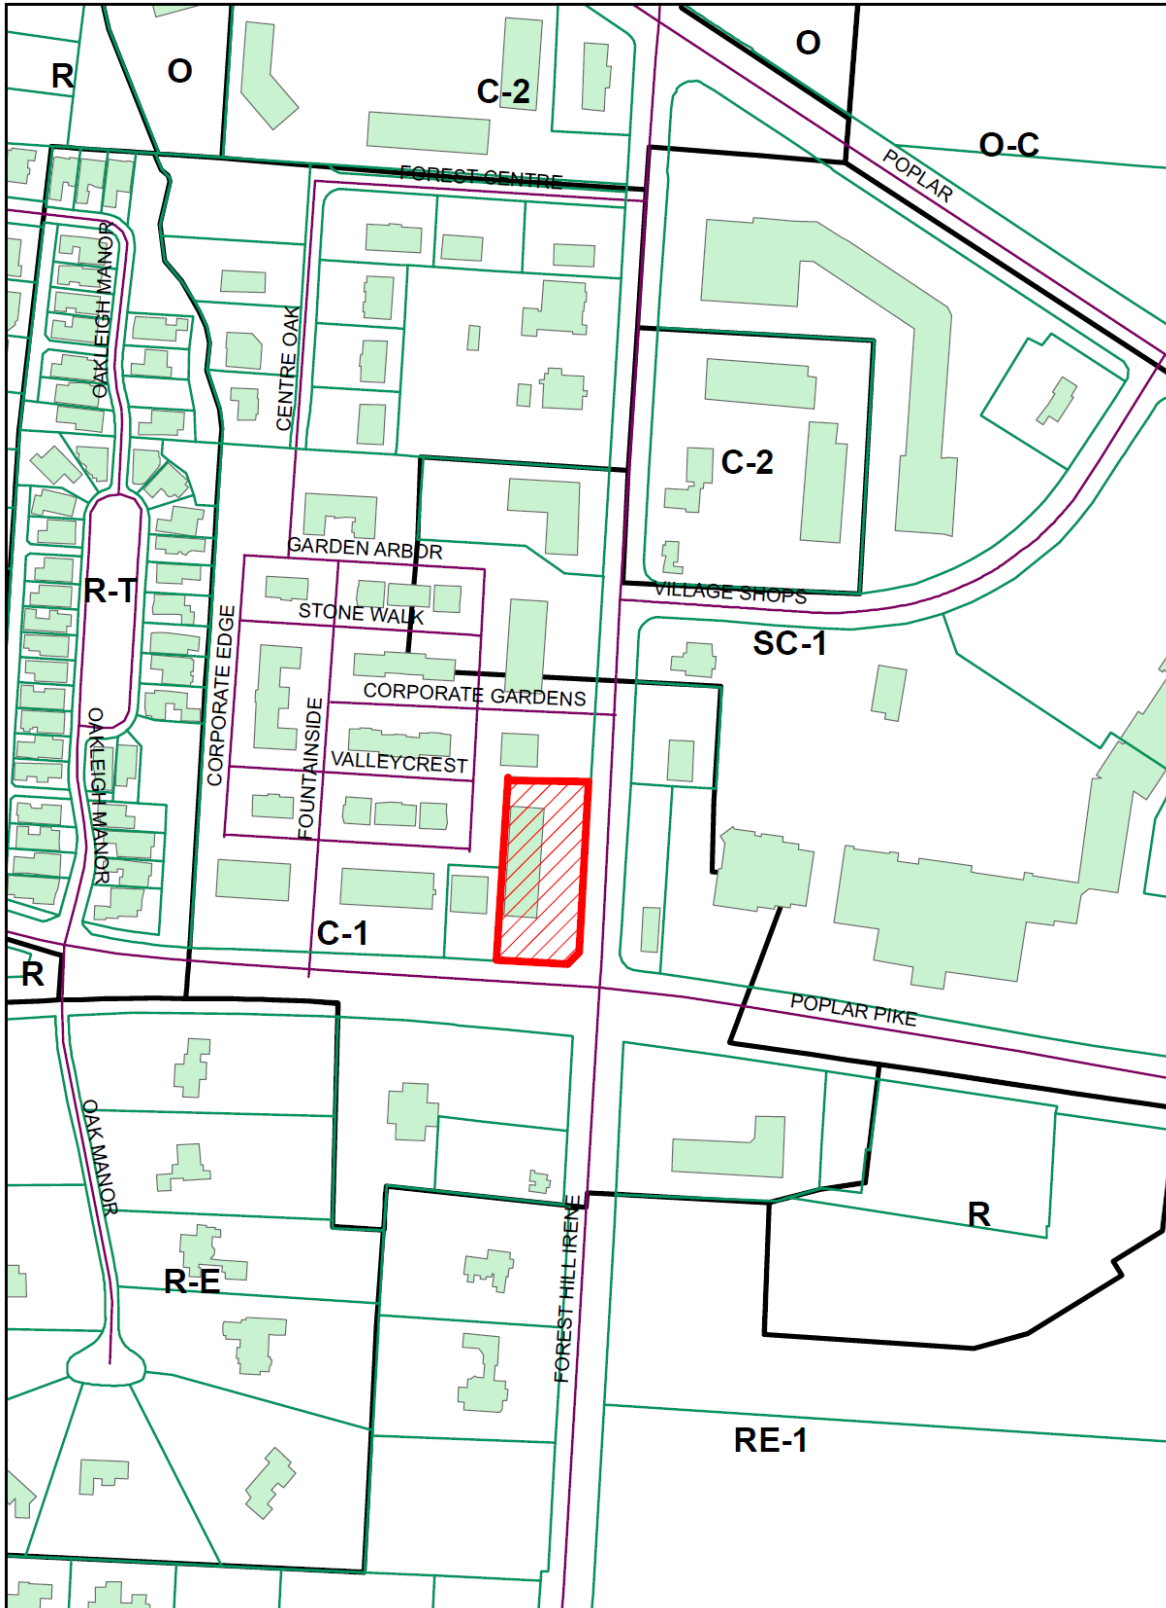 O
R
O
C-2
O-C
POPLAR
FOREST CENTRE
OAKLEIGH MANOR
CENTRE OAK
C-2
GARDEN ARBOR
R-T
VILLAGE SHOPS
STONE WALK
CORPORATE EDGE
SC-1
CORPORATE GARDENS
FOUNTAINSIDE
VALLEYCREST
OAKLEIGH MANOR
C-1
R
POPLAR PIKE
OAK MANOR
R
FOREST HILL IRENE
R-E
RE-1